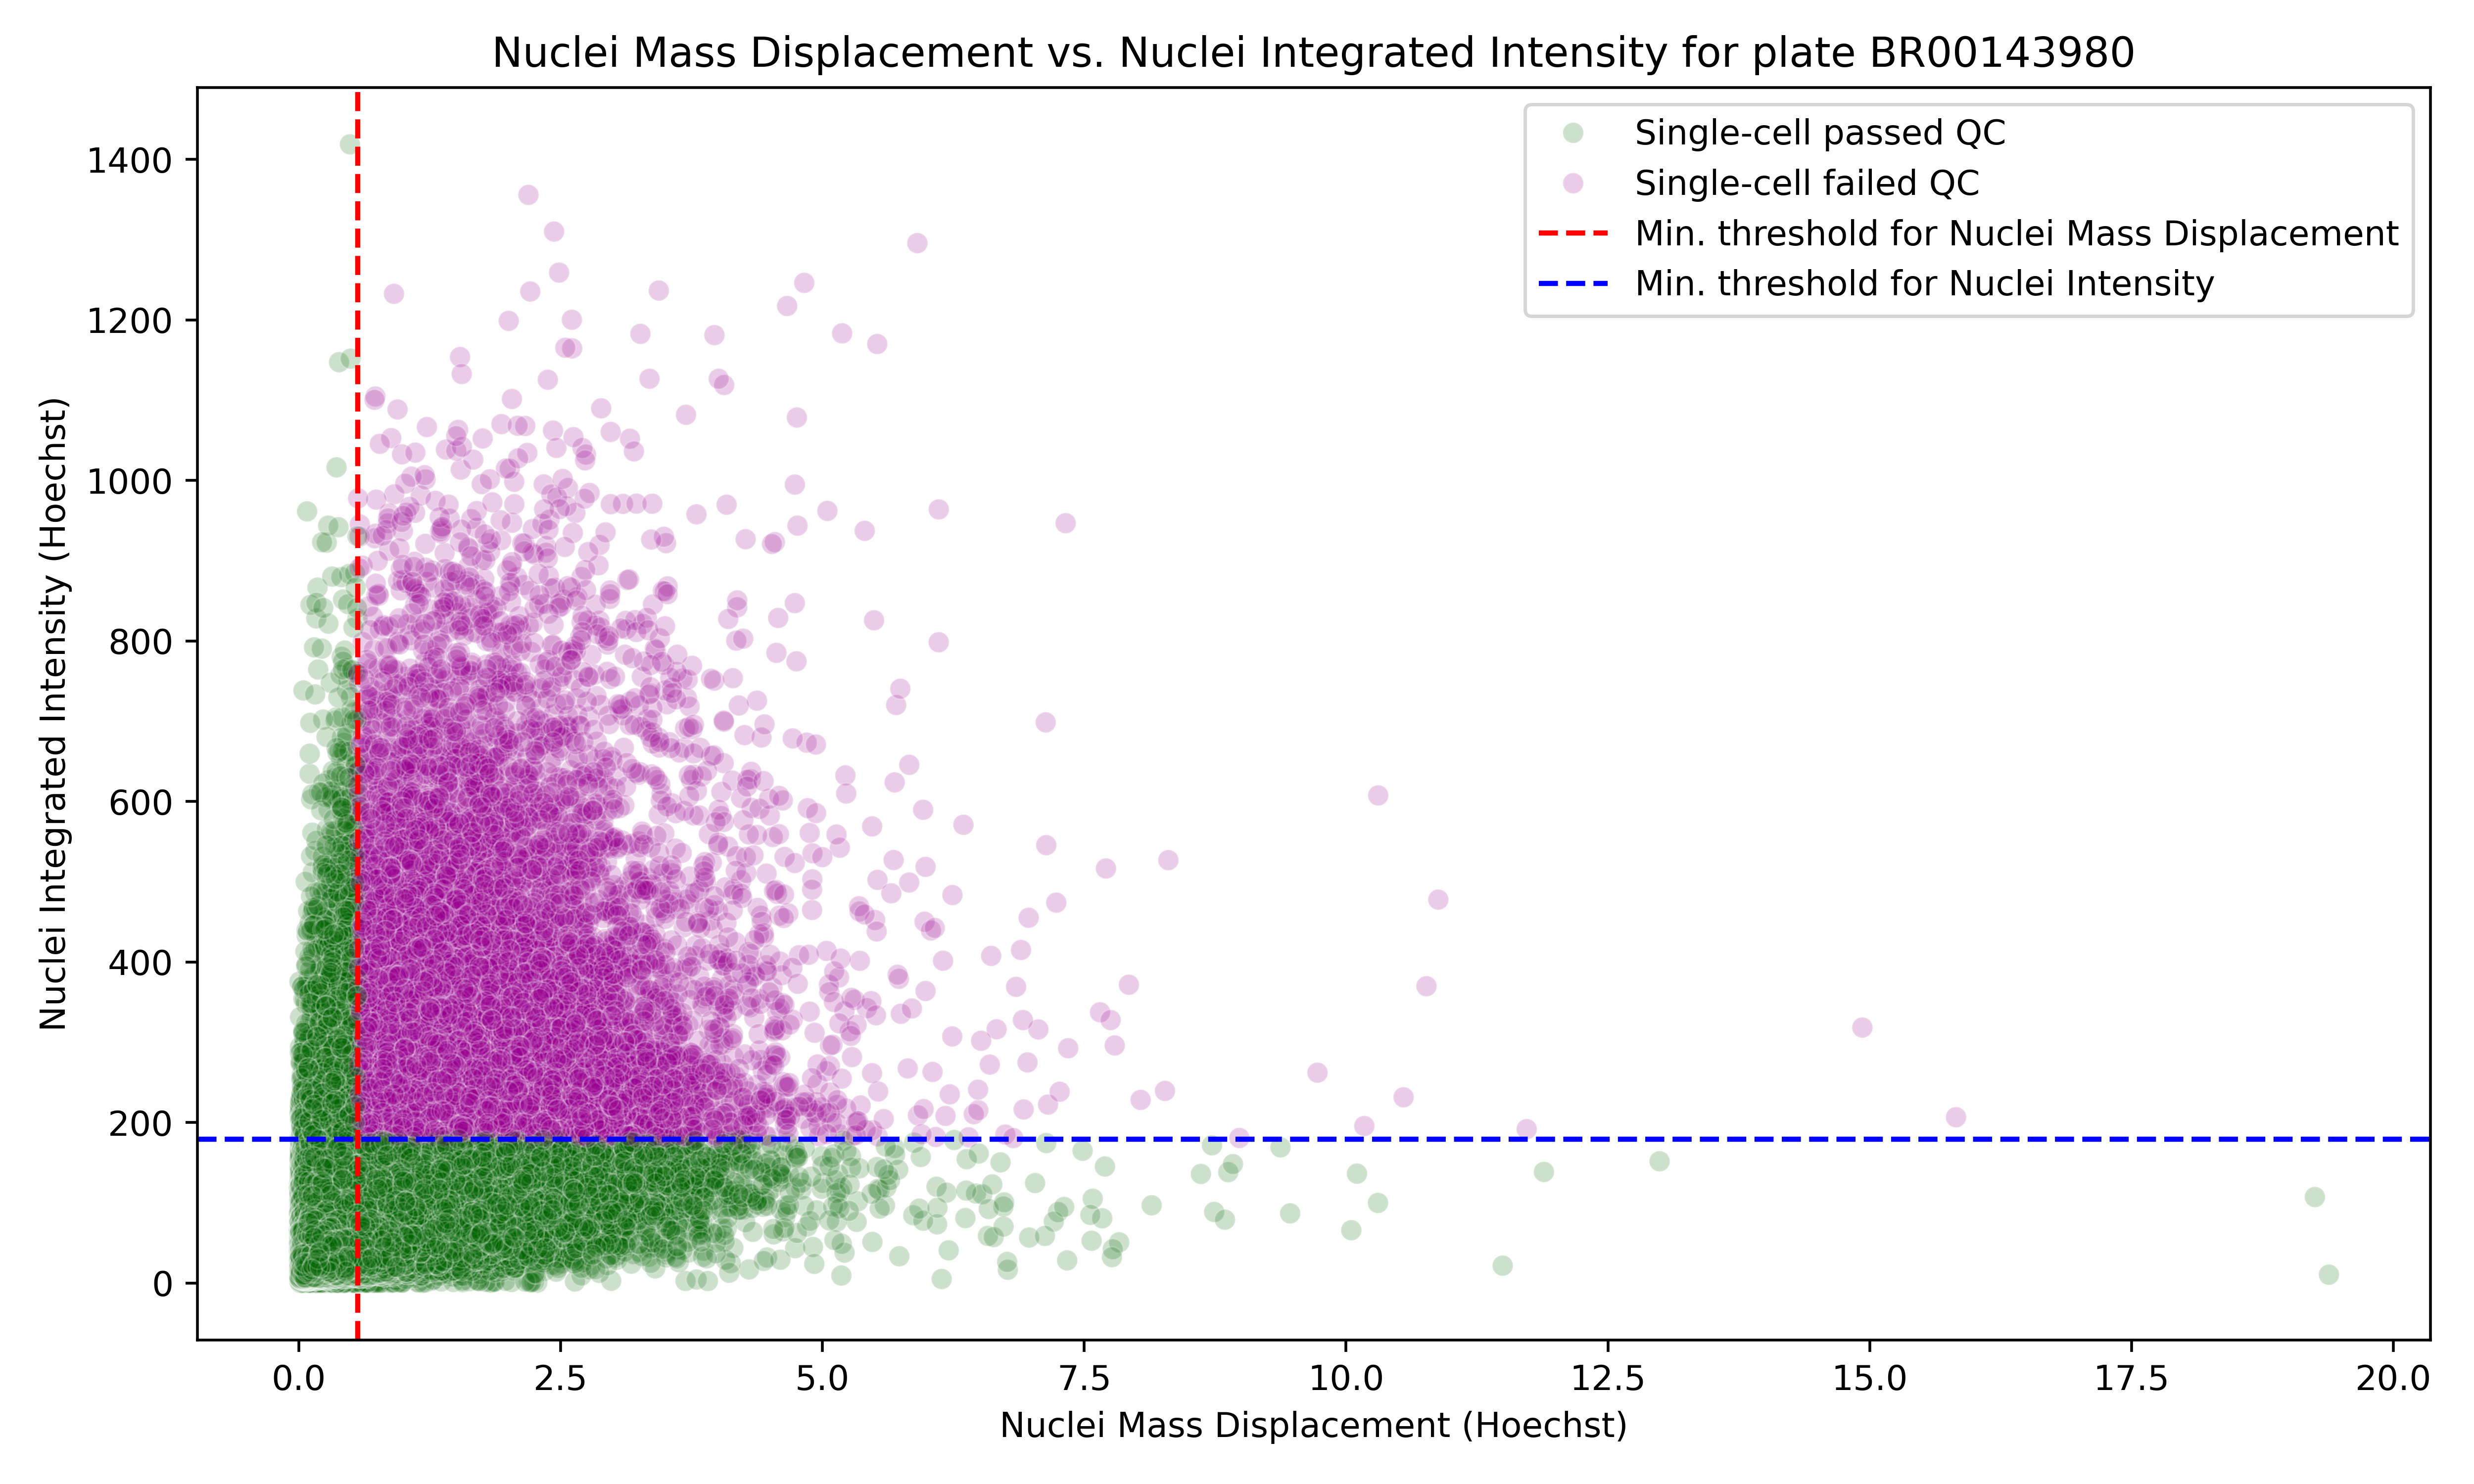 Nuclei Mass Displacement vs. Nuclei Integrated Intensity for plate BR00143980
Single-cell passed QC
Single-cell failed QC
Min. threshold for Nuclei Mass Displacement
Min. threshold for Nuclei Intensity
Nuclei Integrated Intensity (Hoechst)
1400
1200
1000
800
600
400
200
0
0.0 2.5 5.0 7.5 10.0 12.5 15.0 17.5 20.0
Nuclei Mass Displacement (Hoechst)